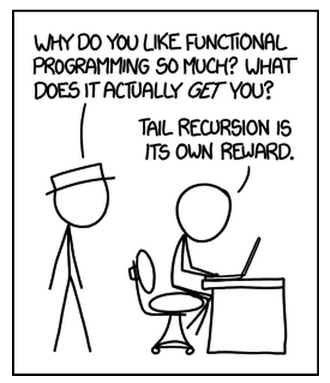 WHY DO YOU LIKE FUNCTIONAL
PROGRAMMING SO MUCH? WHAT
DOES IT ACTUALLY GET YOU?
TAIL RECURSION IS
ITS OWN REWARD.